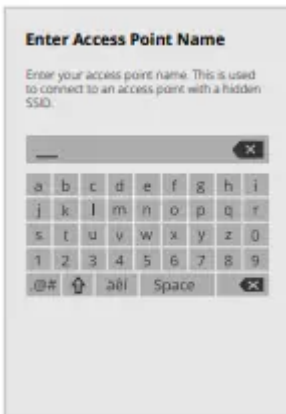 Enter Access Point Name
Enter your access point name. This is used
to connect to an access point with a hidden
SSID.
a b c d e f g h i
j k l m n o p q r
s t u v w x y z 0
1 2 3 4 5 6 7 8 9
.@# àêí Space